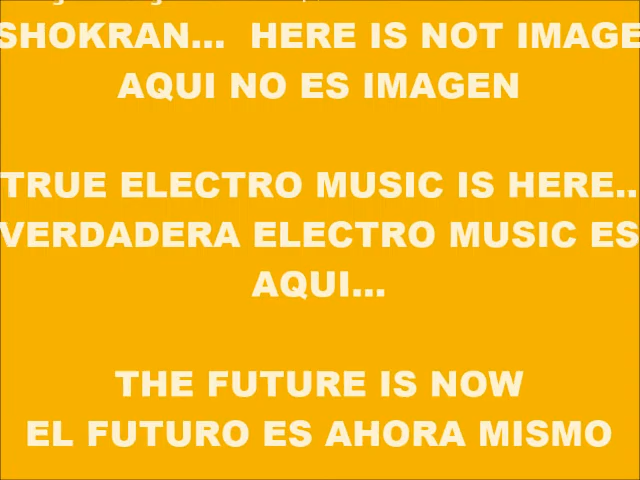 SHOKRAN... HERE IS NOT IMAGE
AQUI NO ES IMAGEN
TRUE ELECTRO MUSIC IS HERE..
VERDADERA ELECTRO MUSIC ES
AQUI...
THE FUTURE IS NOW
EL FUTURO ES AHORA MISMO